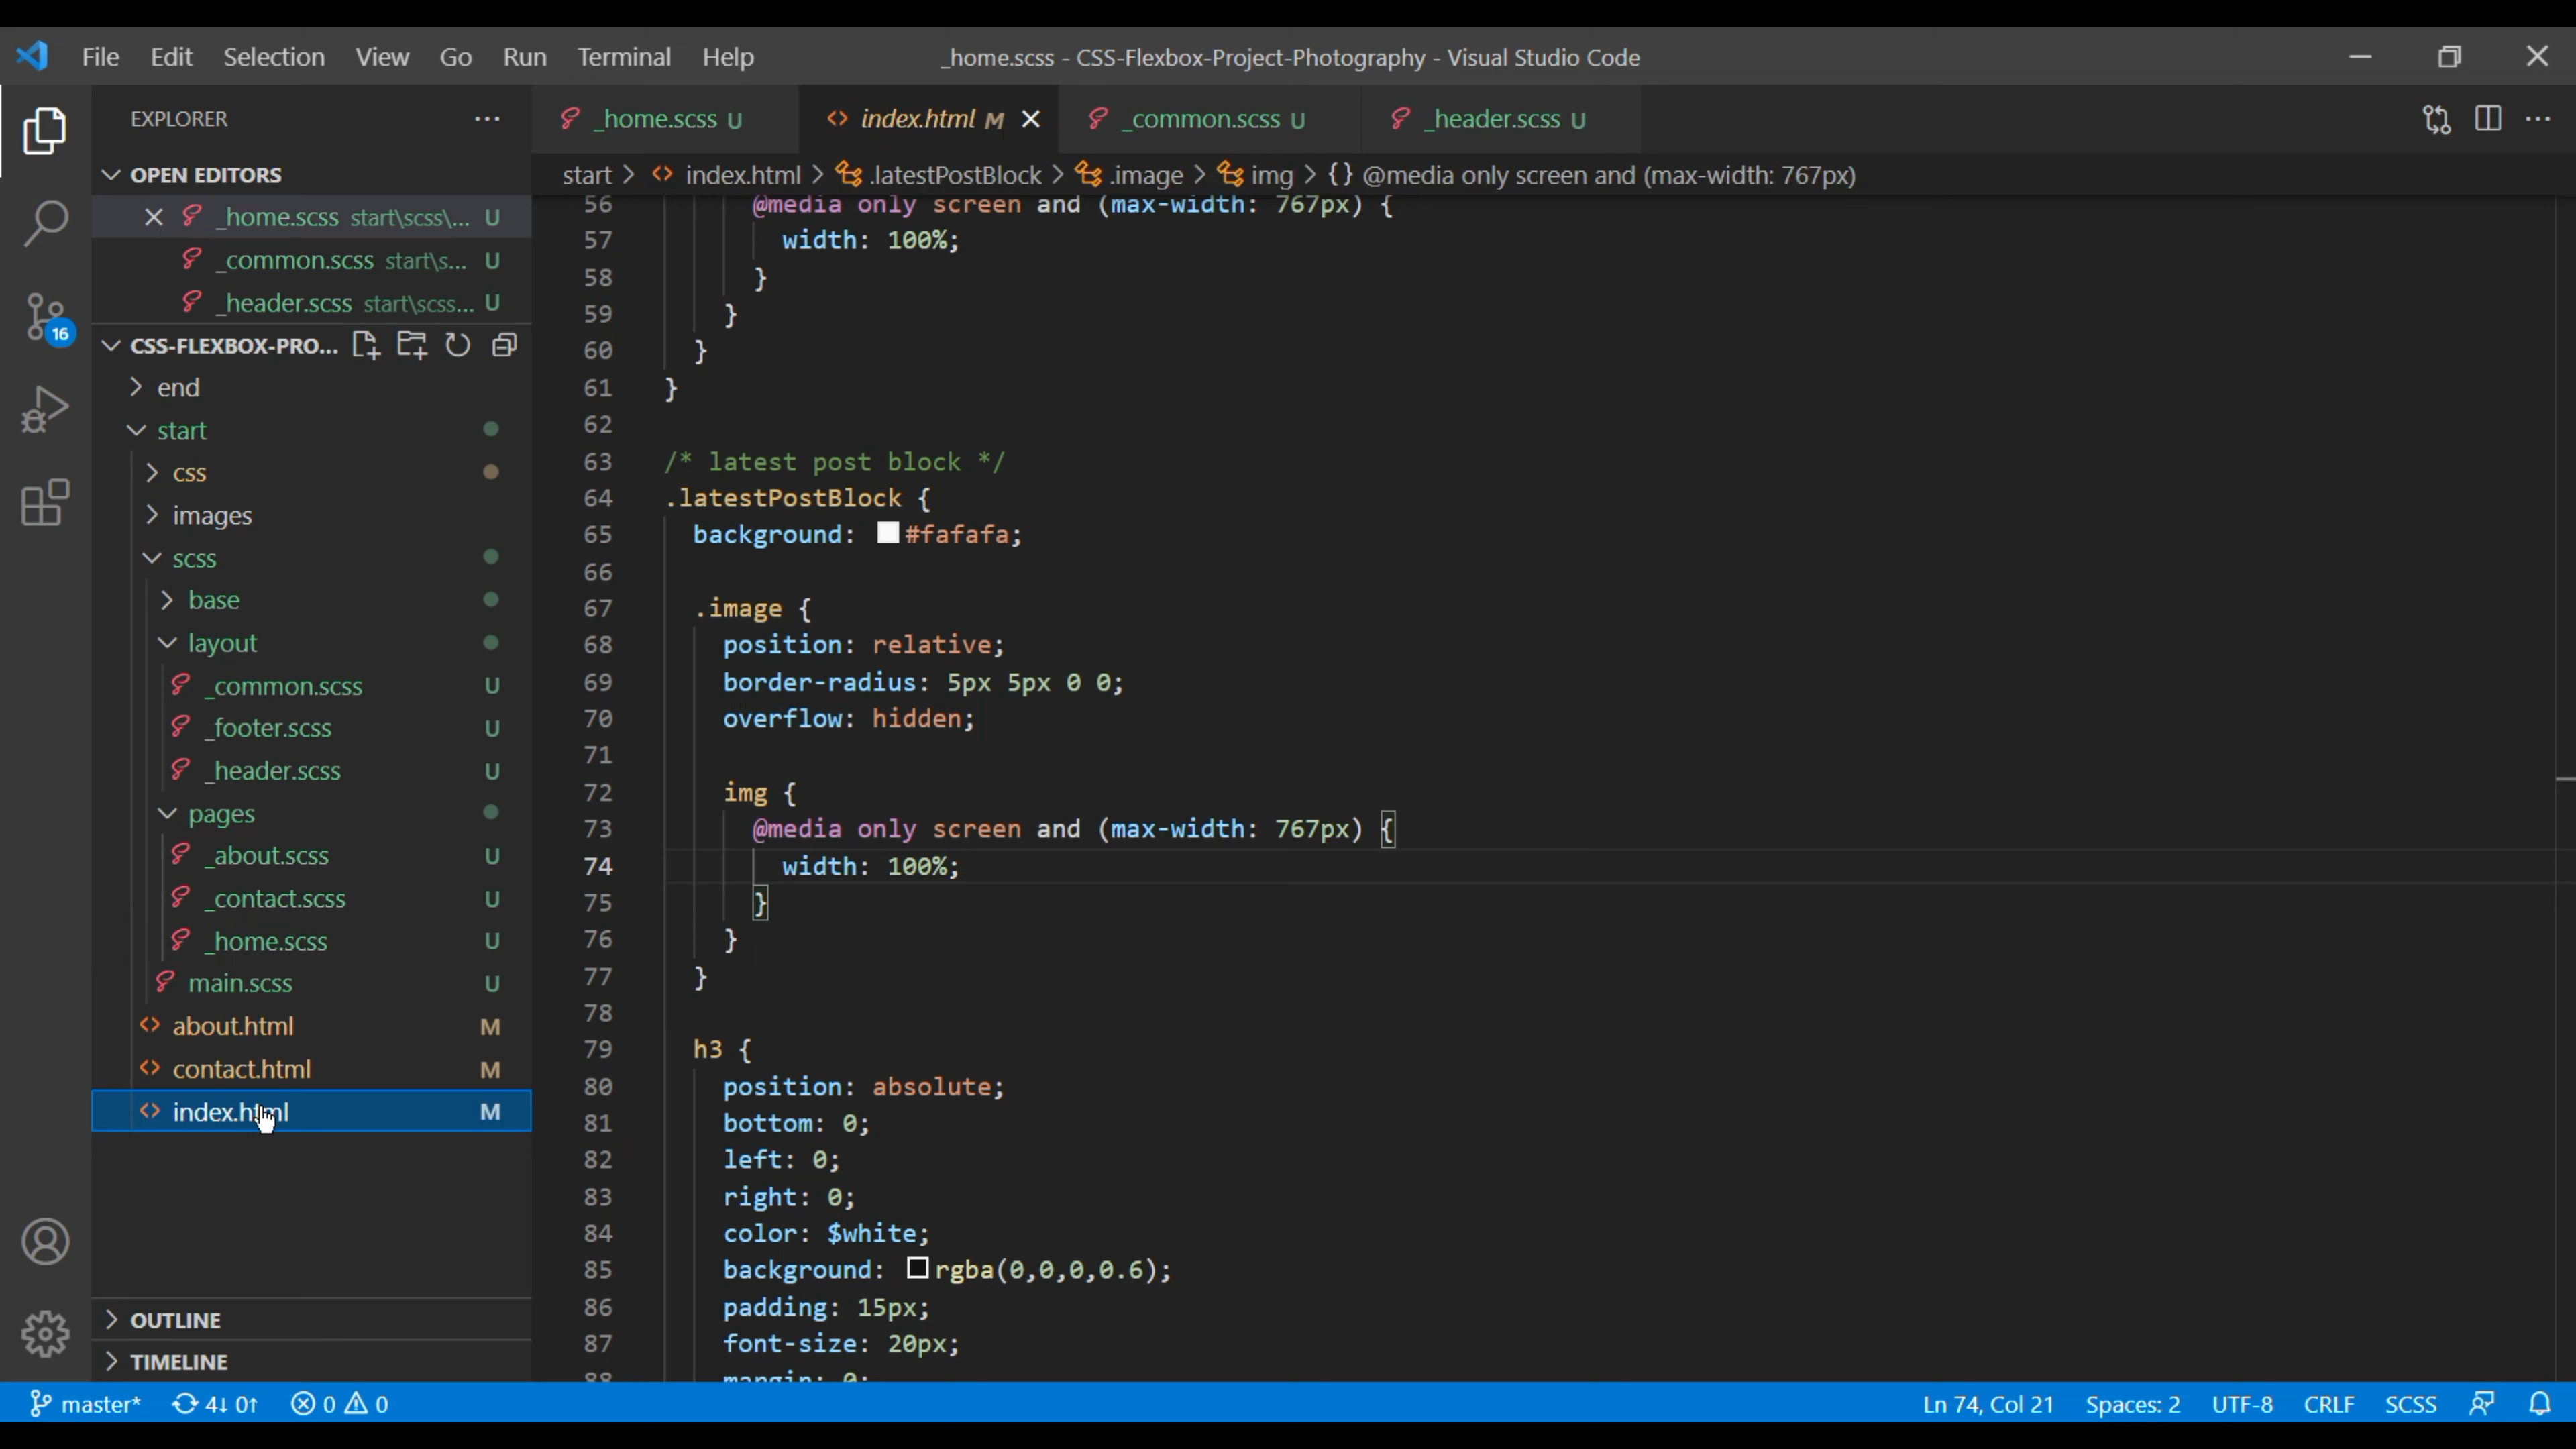 File Edit Selection View Go Run Terminal Help
_home.scss - CSS-Flexbox-Project-Photography - Visual Studio Code
EXPLORER ···
OPEN EDITORS
_home.scss start\scss\... U
_common.scss start\s... U
_header.scss start\scss... U
CSS-FLEXBOX-PRO...
end
start
css
images
scss
base
layout
_common.scss U
_footer.scss U
_header.scss U
pages
_about.scss U
_contact.scss U
_home.scss U
main.scss U
about.html M
contact.html M
index.html M
OUTLINE
TIMELINE
16
_home.scss U index.html M _common.scss U _header.scss U
start > index.html > .latestPostBlock > .image > img > {} @media only screen and (max-width: 767px)
56 @media only screen and (max-width: 767px) {
57 width: 100%;
58 }
59 }
60 }
61 }
62
63 /* latest post block */
64 .latestPostBlock {
65 background: #fafafa;
66
67 .image {
68 position: relative;
69 border-radius: 5px 5px 0 0;
70 overflow: hidden;
71
72 img {
73 @media only screen and (max-width: 767px) {
74 width: 100%;
75 }
76 }
77 }
78
79 h3 {
80 position: absolute;
81 bottom: 0;
82 left: 0;
83 right: 0;
84 color: $white;
85 background: rgba(0,0,0,0.6);
86 padding: 15px;
87 font-size: 20px;
88 margin: 0;
master* 4↓ 0↑ 0 0
Ln 74, Col 21 Spaces: 2 UTF-8 CRLF SCSS